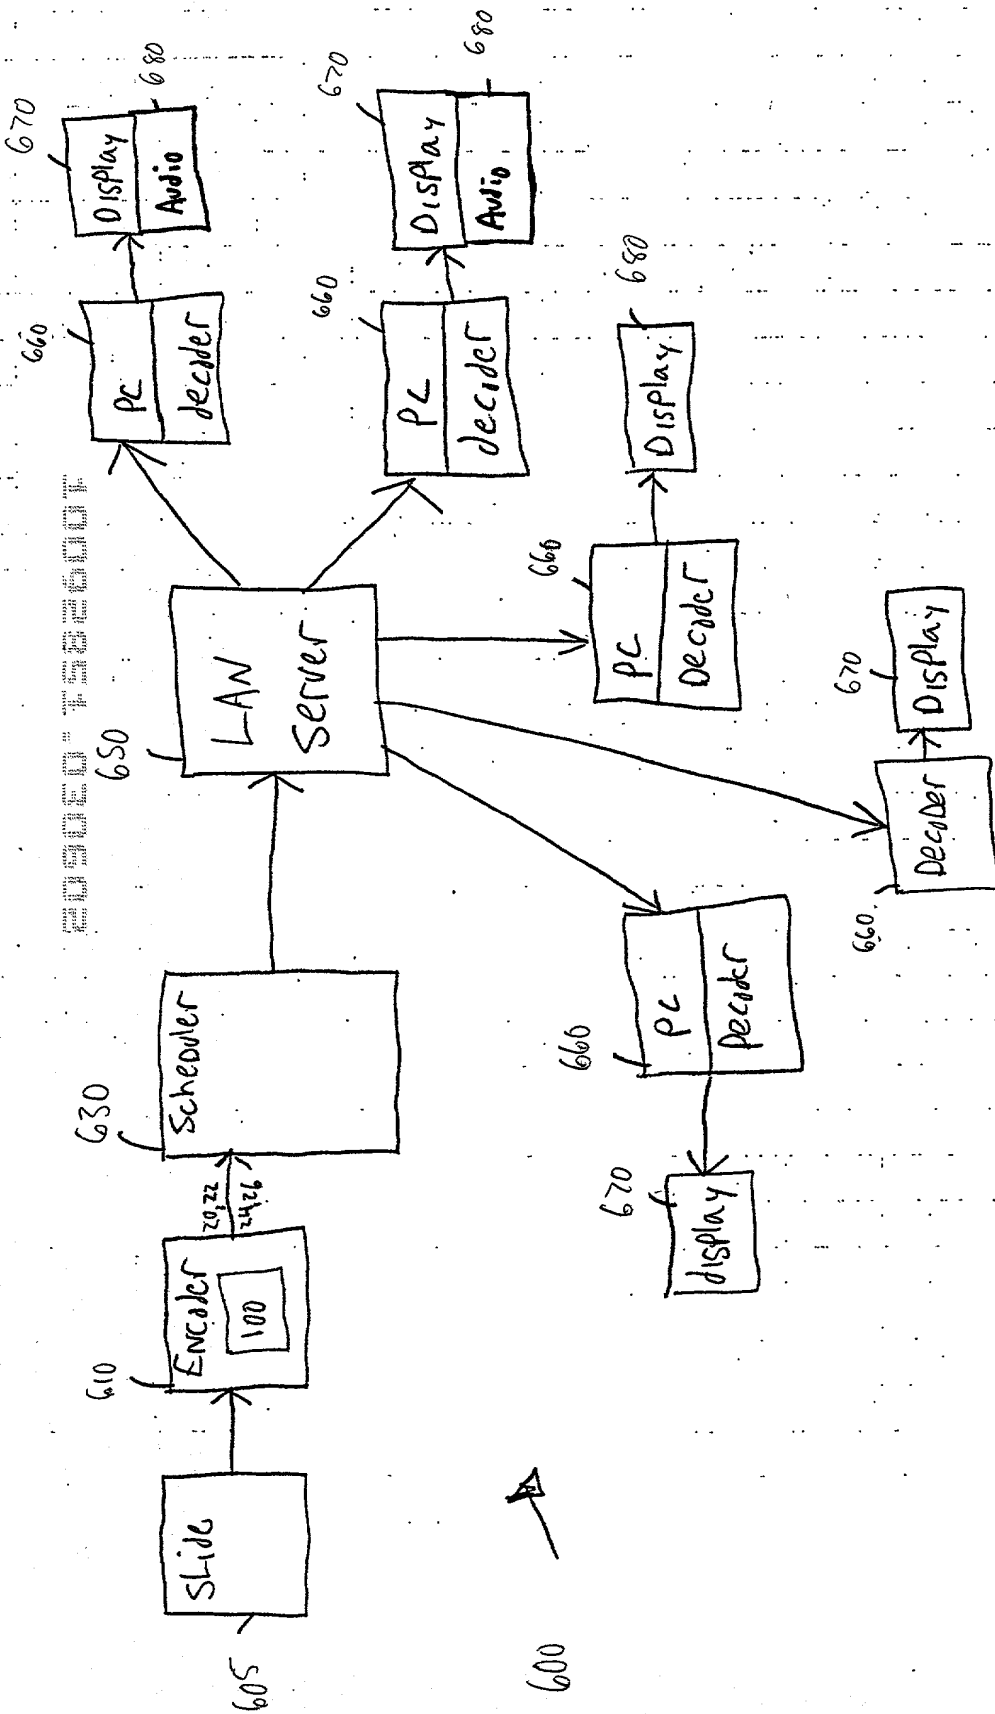 605
Slide
610
Encoder
100
20,22
24,26
630
Scheduler
650
LAN
Server
660
PC
decoder
670
Display
Audio
680
660
PC
decoder
670
Display
Audio
680
660
PC
Decoder
Display
680
660
Decoder
670
Display
660
PC
Decoder
670
display
600